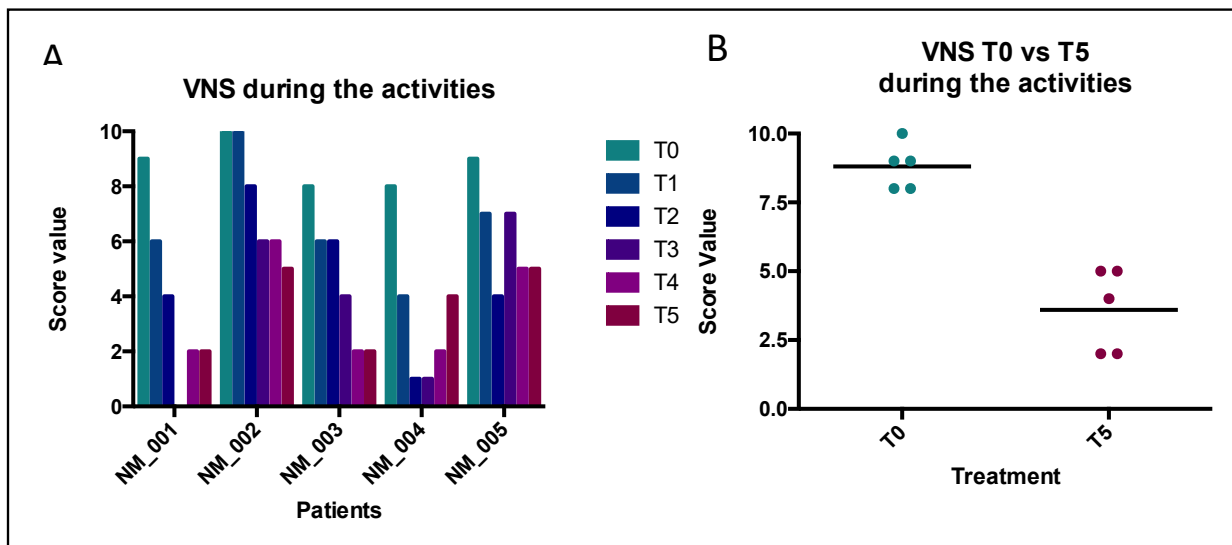 A
VNS during the activities
Score value
10
8
6
4
2
0
NM_001
NM_002
NM_003
NM_004
NM_005
Patients
T0
T1
T2
T3
T4
T5
B
VNS T0 vs T5
during the activities
Score Value
10.0
7.5
5.0
2.5
0.0
T0
T5
Treatment